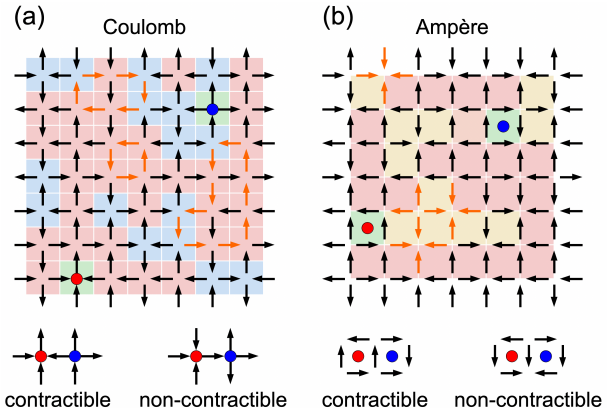 (a) Coulomb
(b) Ampère
contractible
non-contractible
contractible
non-contractible